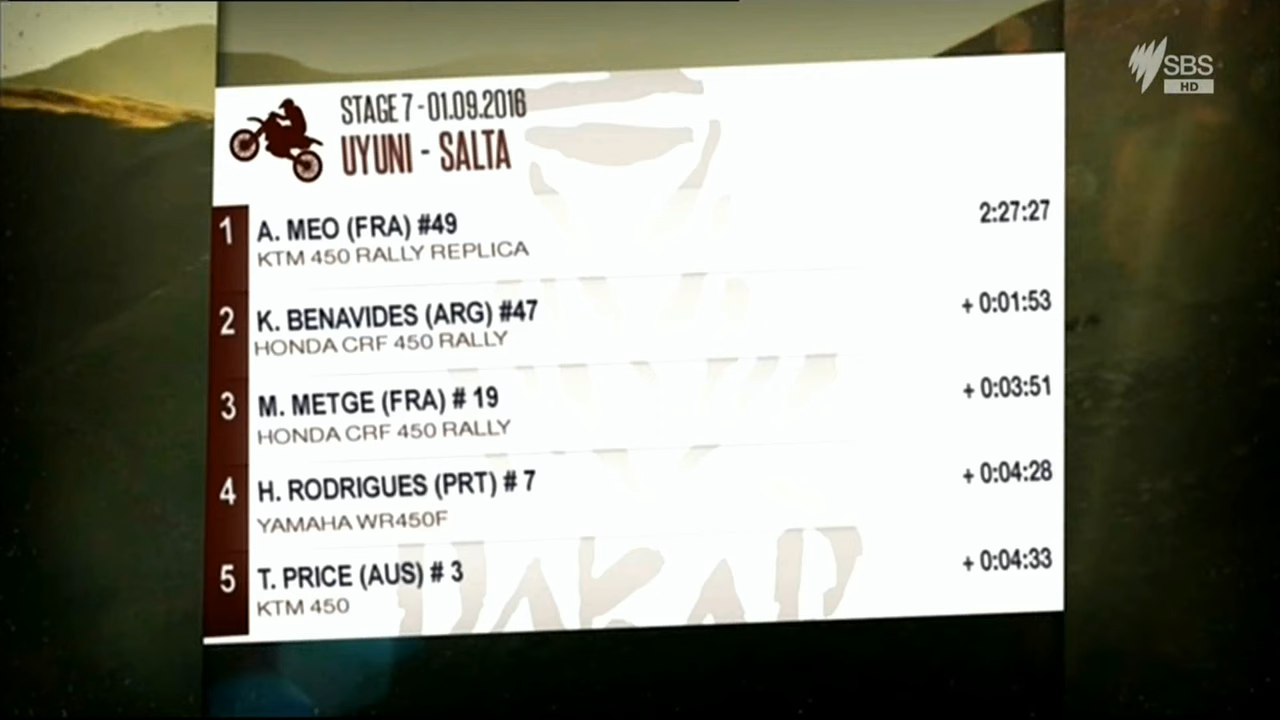 SBS
HD
STAGE 7 - 01.09.2016
UYUNI - SALTA
1 A. MEO (FRA) #49 2:27:27
KTM 450 RALLY REPLICA
2 K. BENAVIDES (ARG) #47 + 0:01:53
HONDA CRF 450 RALLY
3 M. METGE (FRA) # 19 + 0:03:51
HONDA CRF 450 RALLY
4 H. RODRIGUES (PRT) # 7 + 0:04:28
YAMAHA WR450F
5 T. PRICE (AUS) # 3 + 0:04:33
KTM 450
DAKAR